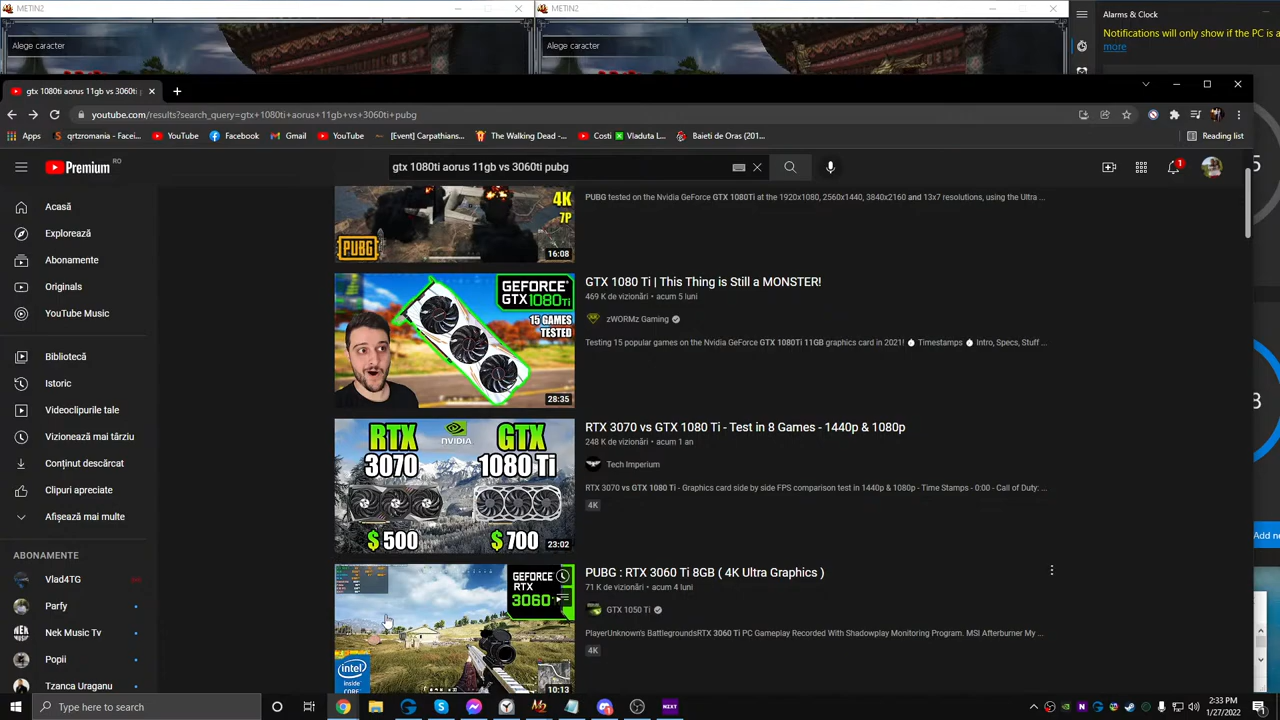 METIN2
METIN2
Alarms & Clock
Alege caracter
Alege caracter
Notifications will only show if the PC is a
more
gtx 1080ti aorus 11gb vs 3060ti
youtube.com/results?search_query=gtx+1080ti+aorus+11gb+vs+3060ti+pubg
Apps
qrtzromania - Facei...
YouTube
Facebook
Gmail
YouTube
[Event] Carpathians...
The Walking Dead -...
Costi
Vladuta L...
Baieti de Oras (201...
Reading list
Premium RO
gtx 1080ti aorus 11gb vs 3060ti pubg
1
Acasă
Explorează
Abonamente
Originals
YouTube Music
Bibliotecă
Istoric
Videoclipurile tale
Vizionează mai târziu
Conținut descărcat
Clipuri apreciate
Afișează mai multe
ABONAMENTE
Vlad4TG
Parfy
Nek Music Tv
Popii
Tzanca Uraganu
4K
7P
PUBG
16:08
PUBG tested on the Nvidia GeForce GTX 1080Ti at the 1920x1080, 2560x1440, 3840x2160 and 13x7 resolutions, using the Ultra ...
GEFORCE
GTX 1080 Ti
15 GAMES
TESTED
28:35
GTX 1080 Ti | This Thing is Still a MONSTER!
469 K de vizionări • acum 5 luni
zWORMz Gaming
Testing 15 popular games on the Nvidia GeForce GTX 1080Ti 11GB graphics card in 2021! Timestamps Intro, Specs, Stuff ...
RTX
3070
NVIDIA
GTX
1080 Ti
$ 500
$ 700
23:02
RTX 3070 vs GTX 1080 Ti - Test in 8 Games - 1440p & 1080p
248 K de vizionări • acum 1 an
Tech Imperium
RTX 3070 vs GTX 1080 Ti - Graphics card side by side FPS comparison test in 1440p & 1080p - Time Stamps - 0:00 - Call of Duty: ...
4K
GEFORCE
RTX
3060
intel
CORE
10:13
PUBG : RTX 3060 Ti 8GB ( 4K Ultra Graphics )
71 K de vizionări • acum 4 luni
GTX 1050 Ti
PlayerUnknown's BattlegroundsRTX 3060 Ti PC Gameplay Recorded With Shadowplay Monitoring Program. MSI Afterburner My ...
4K
5
8
Add ne
Type here to search
NIXT
2:33 PM
1/27/2022